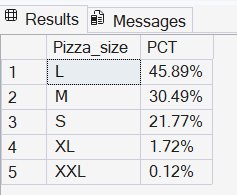 Results Messages
Pizza_size PCT
1 L 45.89%
2 M 30.49%
3 S 21.77%
4 XL 1.72%
5 XXL 0.12%